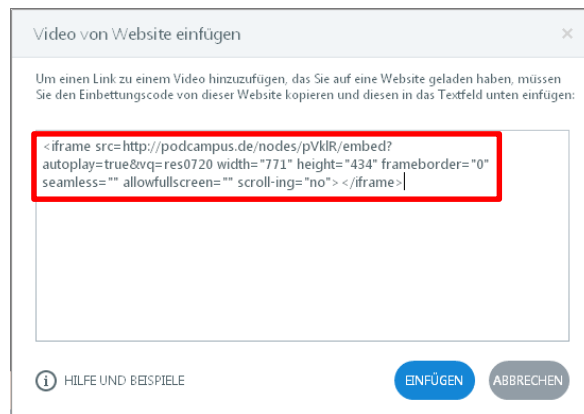 Video von Website einfügen
Um einen Link zu einem Video hinzuzufügen, das Sie auf eine Website geladen haben, müssen
Sie den Einbettungscode von dieser Website kopieren und diesen in das Textfeld unten einfügen:
<iframe src=http://podcampus.de/nodes/pVklR/embed?
autoplay=true&vq=res0720 width="771" height="434" frameborder="0"
seamless="" allowfullscreen="" scroll-ing="no"></iframe>
HILFE UND BEISPIELE
EINFÜGEN
ABBRECHEN